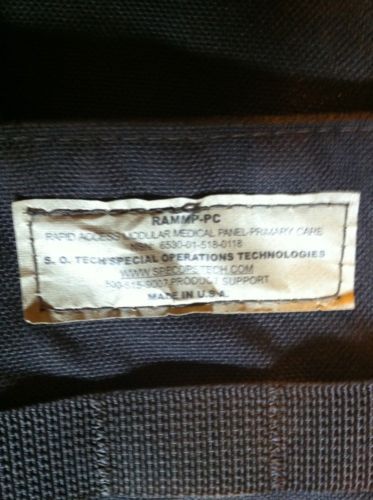 RAMMP-PC
RAPID ACCESS MODULAR MEDICAL PANEL-PRIMARY CARE
NSN: 6530-01-518-0118
S. O. TECH/SPECIAL OPERATIONS TECHNOLOGIES
WWW.SPECOPSTECH.COM
PRODUCT SUPPORT
MADE IN U.S.A.